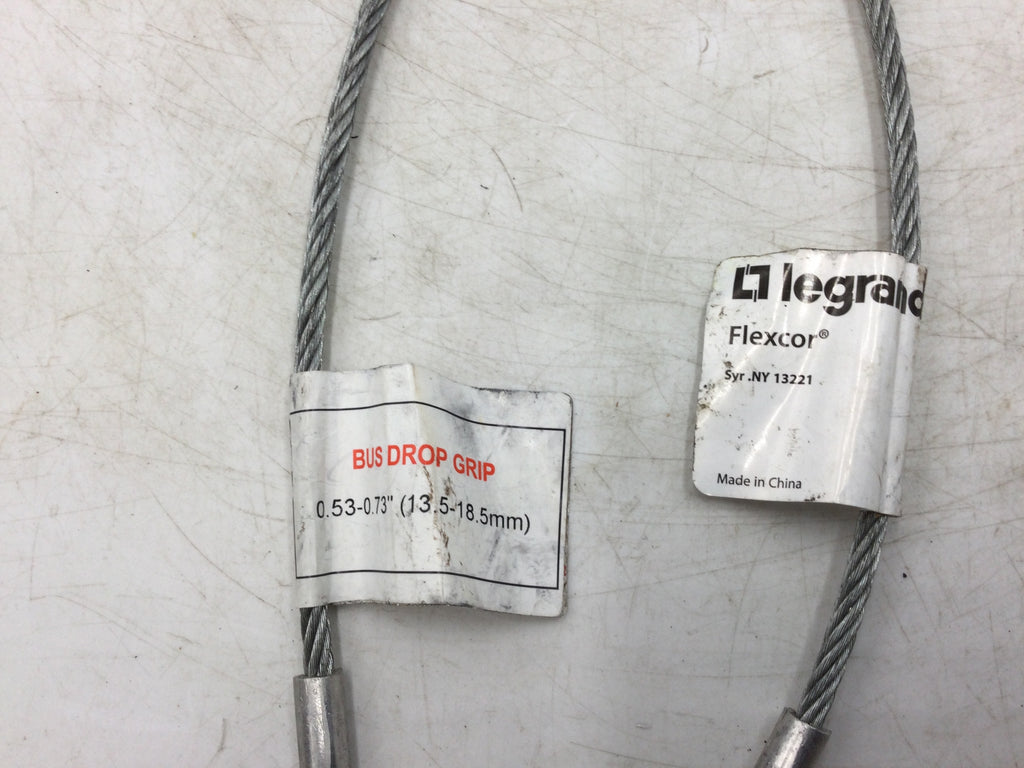 legrand
Flexcor®
Syr .NY 13221
Made in China
BUS DROP GRIP
0.53-0.73" (13.5-18.5mm)